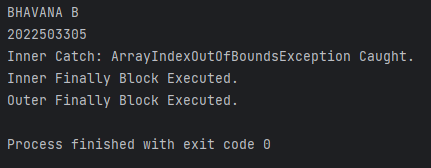 BHAVANA B
2022503305
Inner Catch: ArrayIndexOutOfBoundsException Caught.
Inner Finally Block Executed.
Outer Finally Block Executed.
Process finished with exit code 0